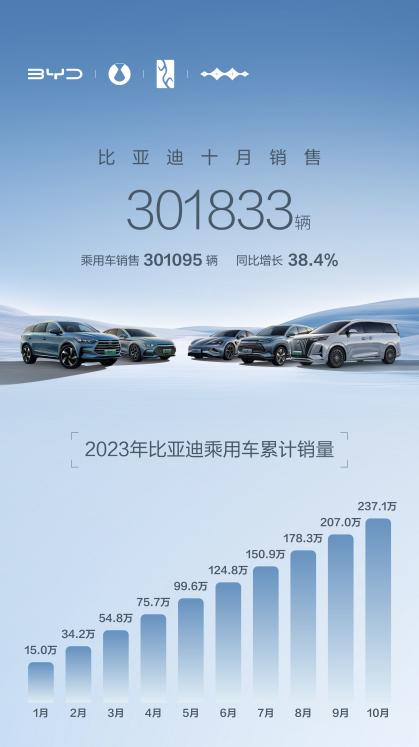 BYD
比亚迪十月销售
301833辆
乘用车销售 301095 辆 同比增长 38.4%
2023年比亚迪乘用车累计销量
237.1万
207.0万
178.3万
150.9万
124.8万
99.6万
75.7万
54.8万
34.2万
15.0万
1月 2月 3月 4月 5月 6月 7月 8月 9月 10月